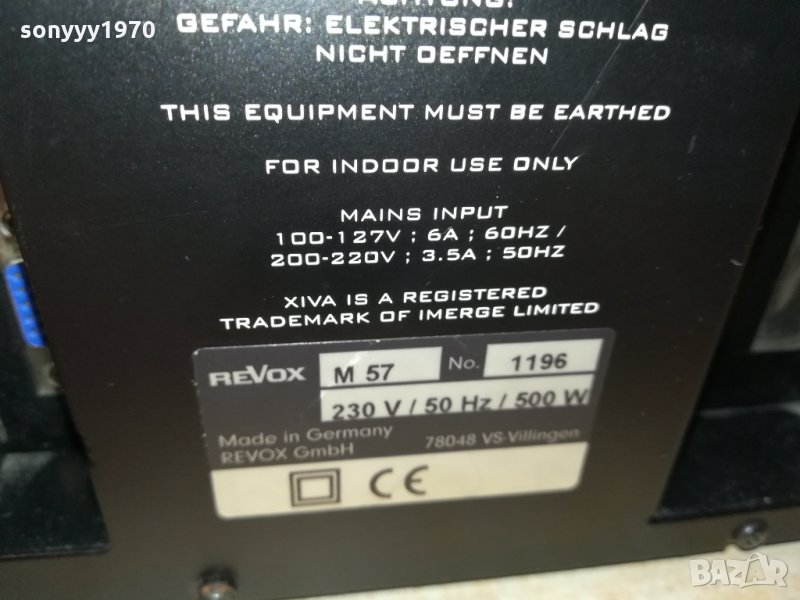 sonyyy1970
ACHTUNG:
GEFAHR: ELEKTRISCHER SCHLAG
NICHT OEFFNEN
THIS EQUIPMENT MUST BE EARTHED
FOR INDOOR USE ONLY
MAINS INPUT
100-127V ; 6A ; 60HZ /
200-220V ; 3.5A ; 50HZ
XIVA IS A REGISTERED
TRADEMARK OF IMERGE LIMITED
REVOX M 57 No. 1196
230 V / 50 Hz / 500 W
Made in Germany
REVOX GmbH 78048 VS-Villingen
CE
BAZAR